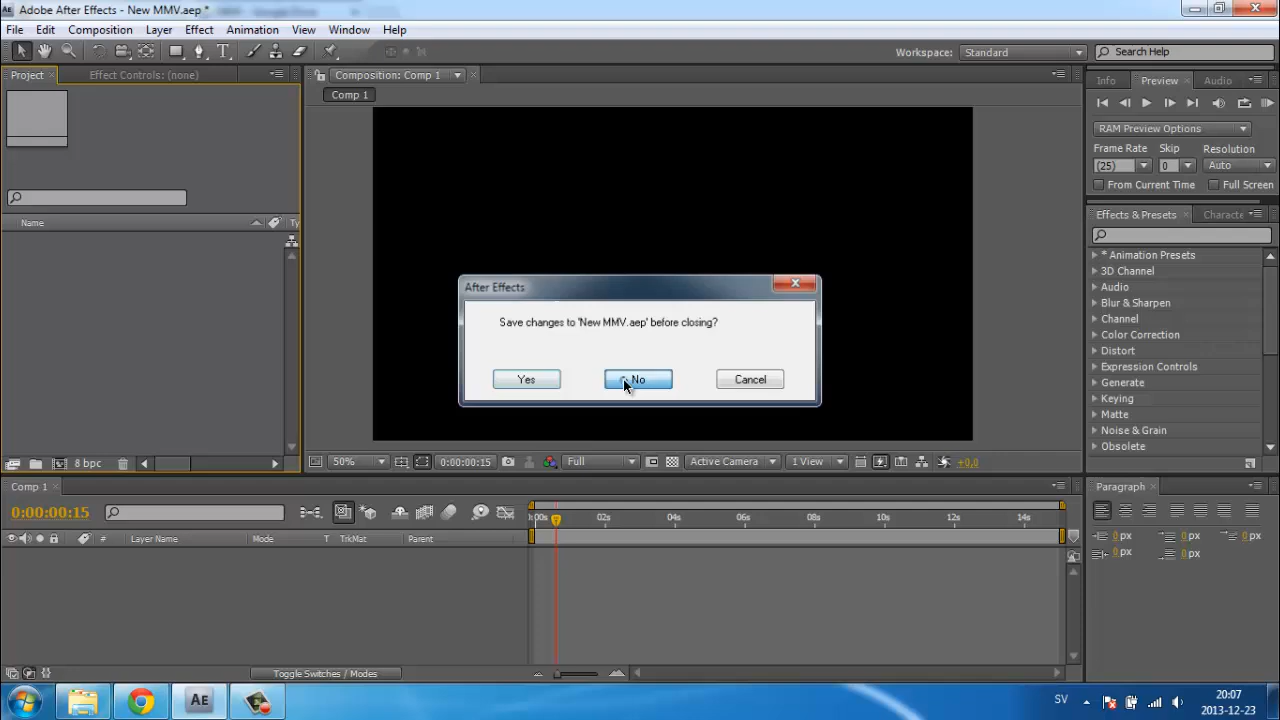 Adobe After Effects - New MMV.aep *
File Edit Composition Layer Effect Animation View Window Help
Workspace: Standard Search Help
Project Effect Controls: (none) Composition: Comp 1 Info Preview Audio
Comp 1
RAM Preview Options
Frame Rate Skip Resolution
(25) 0 Auto
From Current Time Full Screen
Name Ty
Effects & Presets Characte
* Animation Presets
3D Channel
Audio
Blur & Sharpen
Channel
Color Correction
Distort
Expression Controls
Generate
Keying
Matte
Noise & Grain
Obsolete
After Effects
Save changes to 'New MMV.aep' before closing?
Yes No Cancel
8 bpc 50% 0:00:00:15 Full Active Camera 1 View +0,0
Comp 1 Paragraph
0:00:00:15
00s 02s 04s 06s 08s 10s 12s 14s
# Layer Name Mode T TrkMat Parent
0 px 0 px 0 px
0 px 0 px
Toggle Switches / Modes
AE SV 20:07
2013-12-23